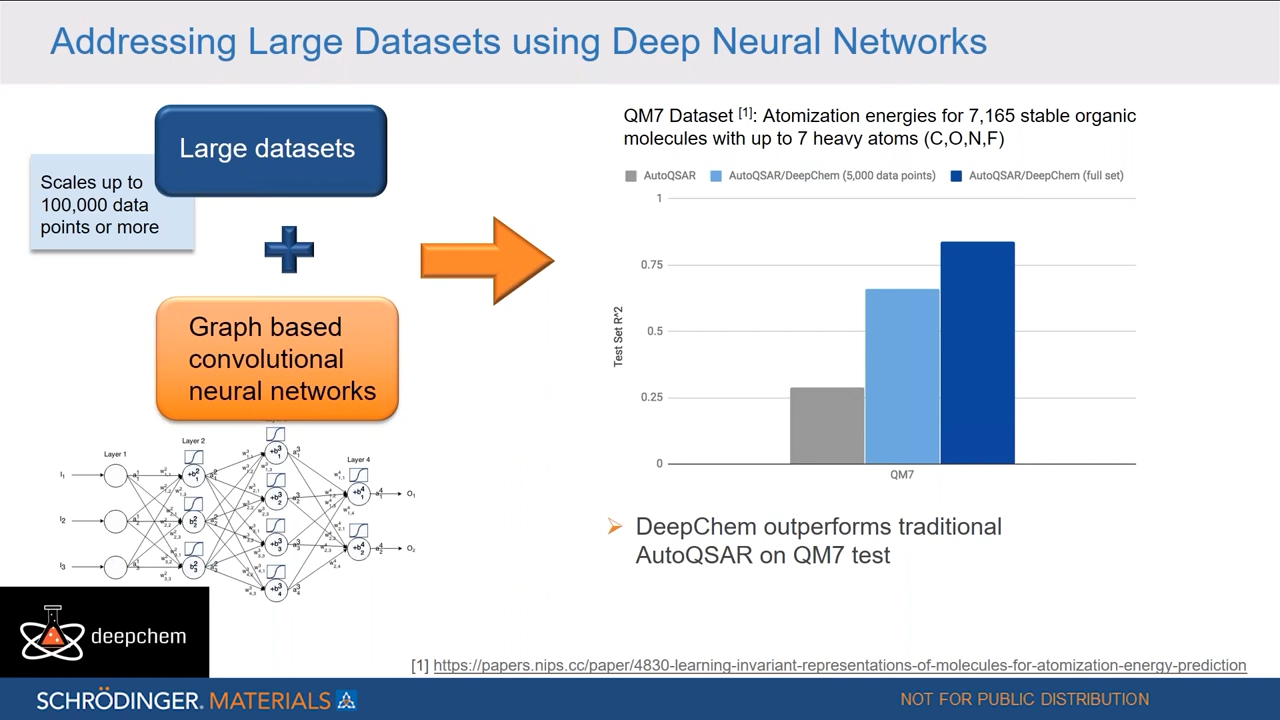 Addressing Large Datasets using Deep Neural Networks
Large datasets
Scales up to
100,000 data
points or more
Graph based
convolutional
neural networks
Layer 1
Layer 2
Layer 4
I1
I2
I3
O1
O2
deepchem
QM7 Dataset [1]: Atomization energies for 7,165 stable organic
molecules with up to 7 heavy atoms (C,O,N,F)
AutoQSAR
AutoQSAR/DeepChem (5,000 data points)
AutoQSAR/DeepChem (full set)
Test Set R^2
1
0.75
0.5
0.25
0
QM7
DeepChem outperforms traditional
AutoQSAR on QM7 test
[1] https://papers.nips.cc/paper/4830-learning-invariant-representations-of-molecules-for-atomization-energy-prediction
SCHRÖDINGER. MATERIALS
NOT FOR PUBLIC DISTRIBUTION